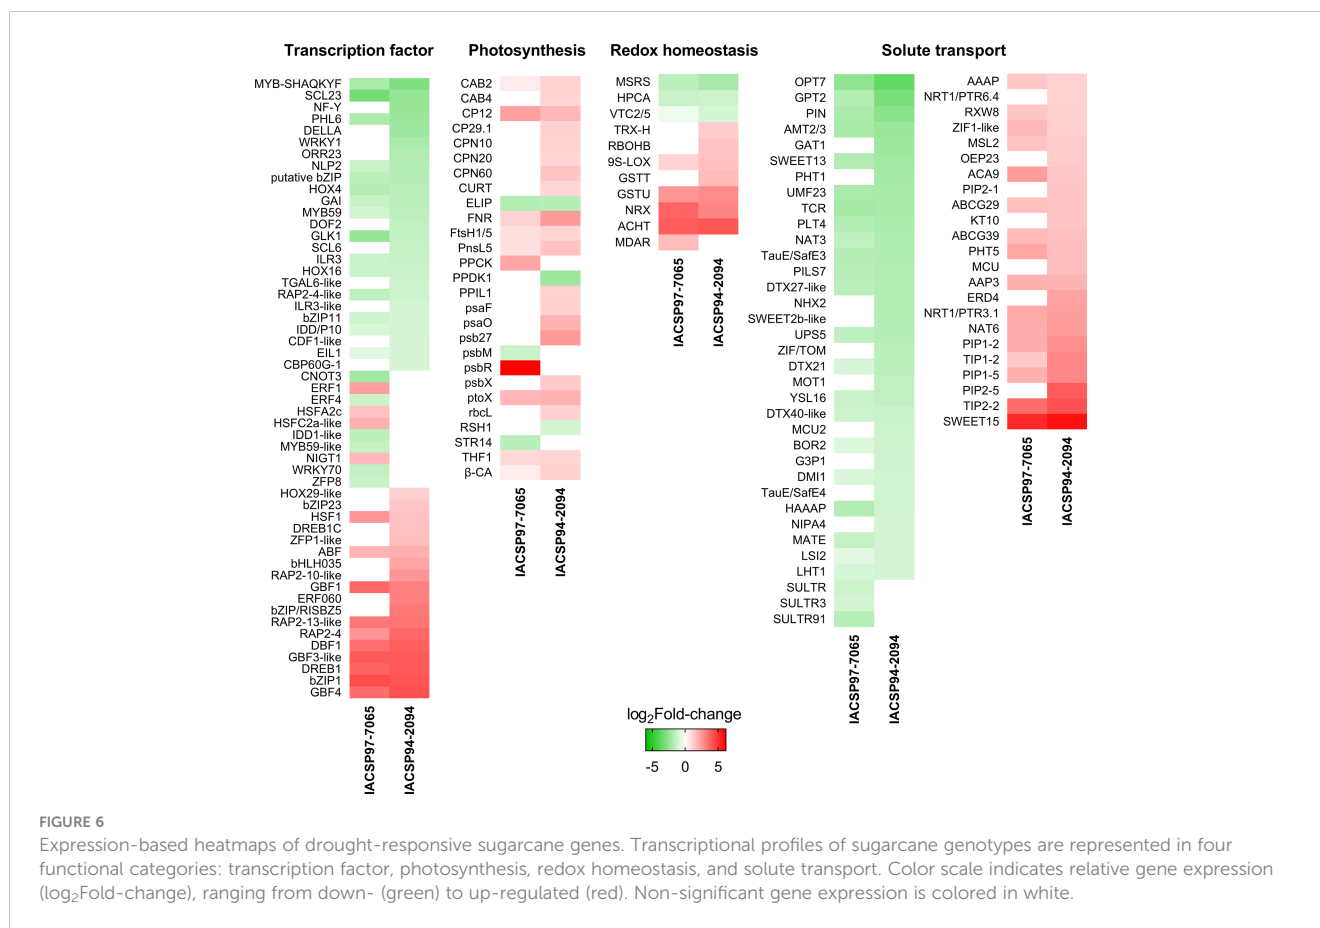 Transcription factor
MYB-SHAQKYF
SCL23
NF-Y
PHL6
DELLA
WRKY1
ORR23
NLP2
putative bZIP
HOX4
GAI
MYB59
DOF2
GLK1
SCL6
ILR3
HOX16
TGAL6-like
RAP2-4-like
ILR3-like
bZIP11
IDD/P10
CDF1-like
EIL1
CBP60G-1
CNOT3
ERF1
ERF4
HSFA2c
HSFC2a-like
IDD1-like
MYB59-like
NIGT1
WRKY70
ZFP8
HOX29-like
bZIP23
HSF1
DREB1C
ZFP1-like
ABF
bHLH035
RAP2-10-like
GBF1
ERF060
bZIP/RISBZ5
RAP2-13-like
RAP2-4
DBF1
GBF3-like
DREB1
bZIP1
GBF4
IACSP97-7065
IACSP94-2094
Photosynthesis
CAB2
CAB4
CP12
CP29.1
CPN10
CPN20
CPN60
CURT
ELIP
FNR
FtsH1/5
PnsL5
PPCK
PPDK1
PPIL1
psaF
psaO
psb27
psbM
psbR
psbX
ptoX
rbcL
RSH1
STR14
THF1
β-CA
IACSP97-7065
IACSP94-2094
Redox homeostasis
MSRS
HPCA
VTC2/5
TRX-H
RBOHB
9S-LOX
GSTT
GSTU
NRX
ACHT
MDAR
IACSP97-7065
IACSP94-2094
Solute transport
OPT7
GPT2
PIN
AMT2/3
GAT1
SWEET13
PHT1
UMF23
TCR
PLT4
NAT3
TauE/SafE3
PILS7
DTX27-like
NHX2
SWEET2b-like
UPS5
ZIF/TOM
DTX21
MOT1
YSL16
DTX40-like
MCU2
BOR2
G3P1
DMI1
TauE/SafE4
HAAAP
NIPA4
MATE
LSI2
LHT1
SULTR
SULTR3
SULTR91
IACSP97-7065
IACSP94-2094
AAAP
NRT1/PTR6.4
RXW8
ZIF1-like
MSL2
OEP23
ACA9
PIP2-1
ABCG29
KT10
ABCG39
PHT5
MCU
AAP3
ERD4
NRT1/PTR3.1
NAT6
PIP1-2
TIP1-2
PIP1-5
PIP2-5
TIP2-2
SWEET15
IACSP97-7065
IACSP94-2094
log2Fold-change
-5 0 5
FIGURE 6
Expression-based heatmaps of drought-responsive sugarcane genes. Transcriptional profiles of sugarcane genotypes are represented in four
functional categories: transcription factor, photosynthesis, redox homeostasis, and solute transport. Color scale indicates relative gene expression
(log2Fold-change), ranging from down- (green) to up-regulated (red). Non-significant gene expression is colored in white.